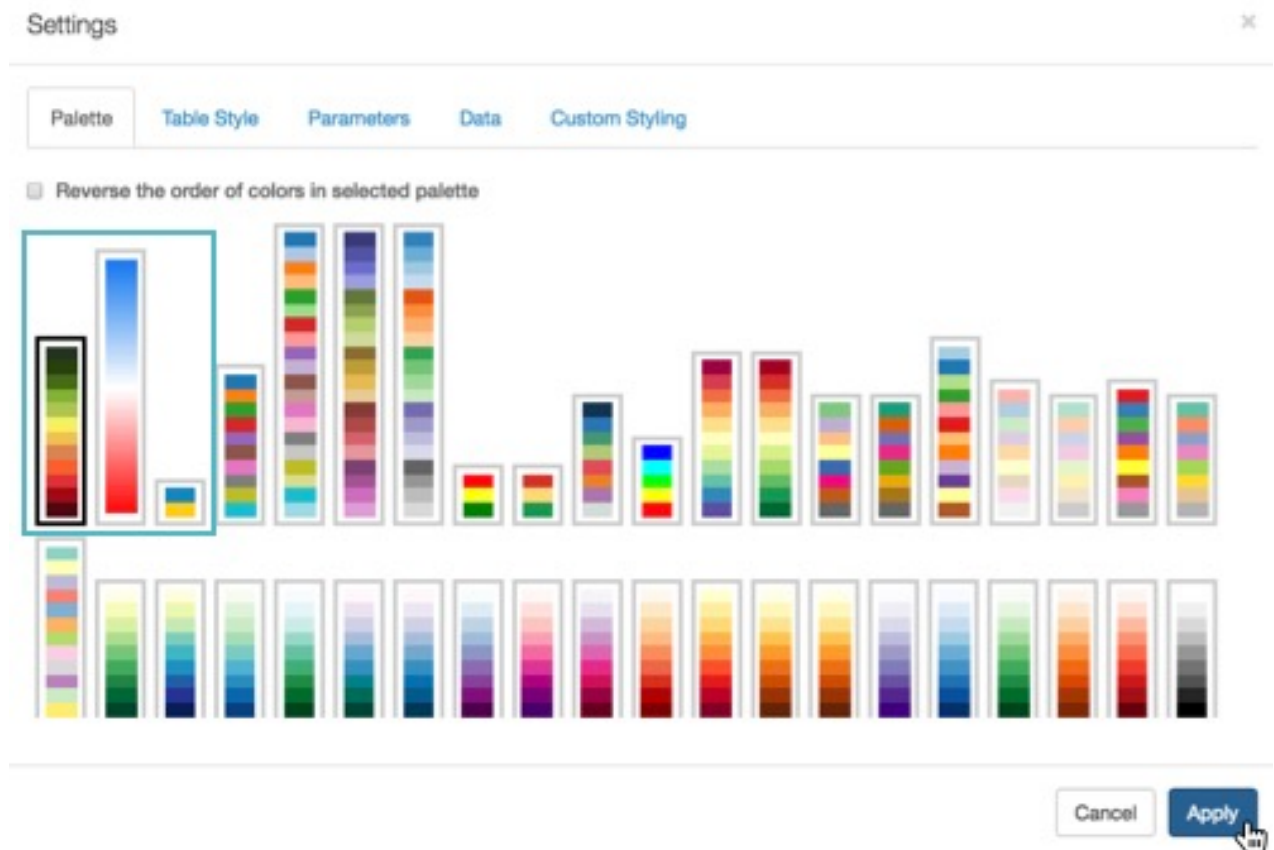 Settings
×
Palette Table Style Parameters Data Custom Styling
Reverse the order of colors in selected palette
Cancel Apply